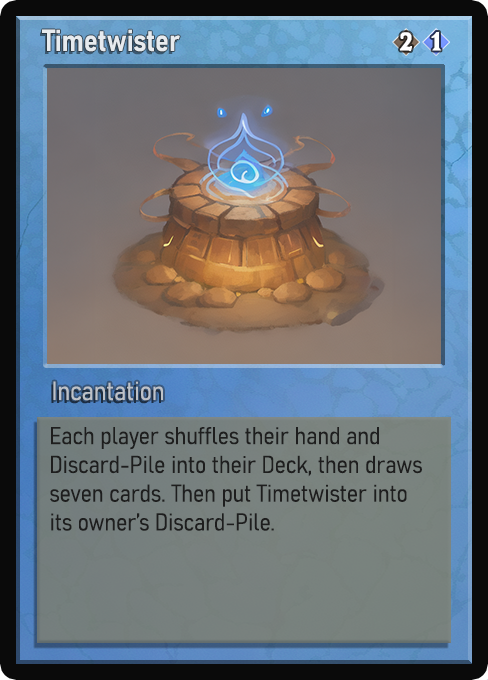 Timetwister 2 1
Incantation
Each player shuffles their hand and
Discard-Pile into their Deck, then draws
seven cards. Then put Timetwister into
its owner's Discard-Pile.